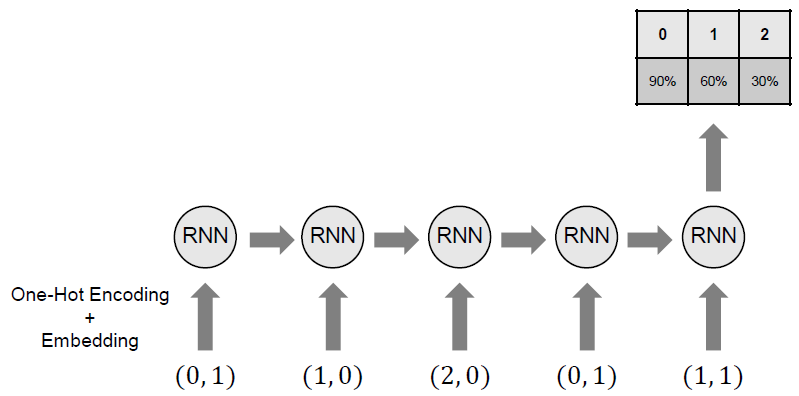 0 1 2
90% 60% 30%
RNN RNN RNN RNN RNN
One-Hot Encoding
+
Embedding
(0, 1) (1, 0) (2, 0) (0, 1) (1, 1)